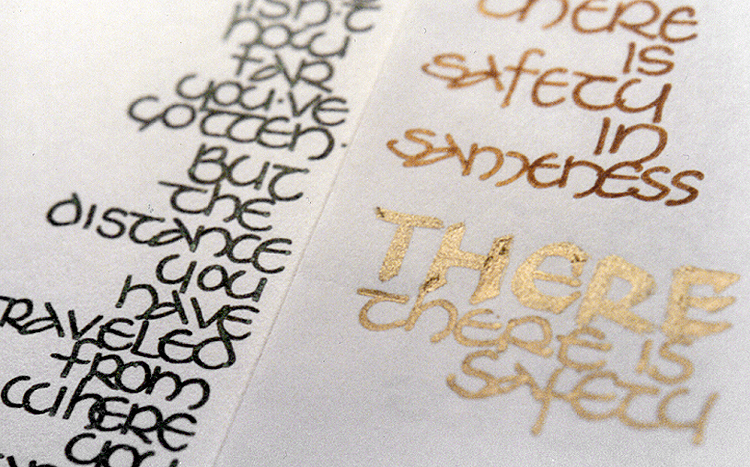 isn't
how
far
you've
gotten.
But
the
distance
you
have
traveled
from
where
you
there
is
safety
in
sameness
THERE
there is
safety